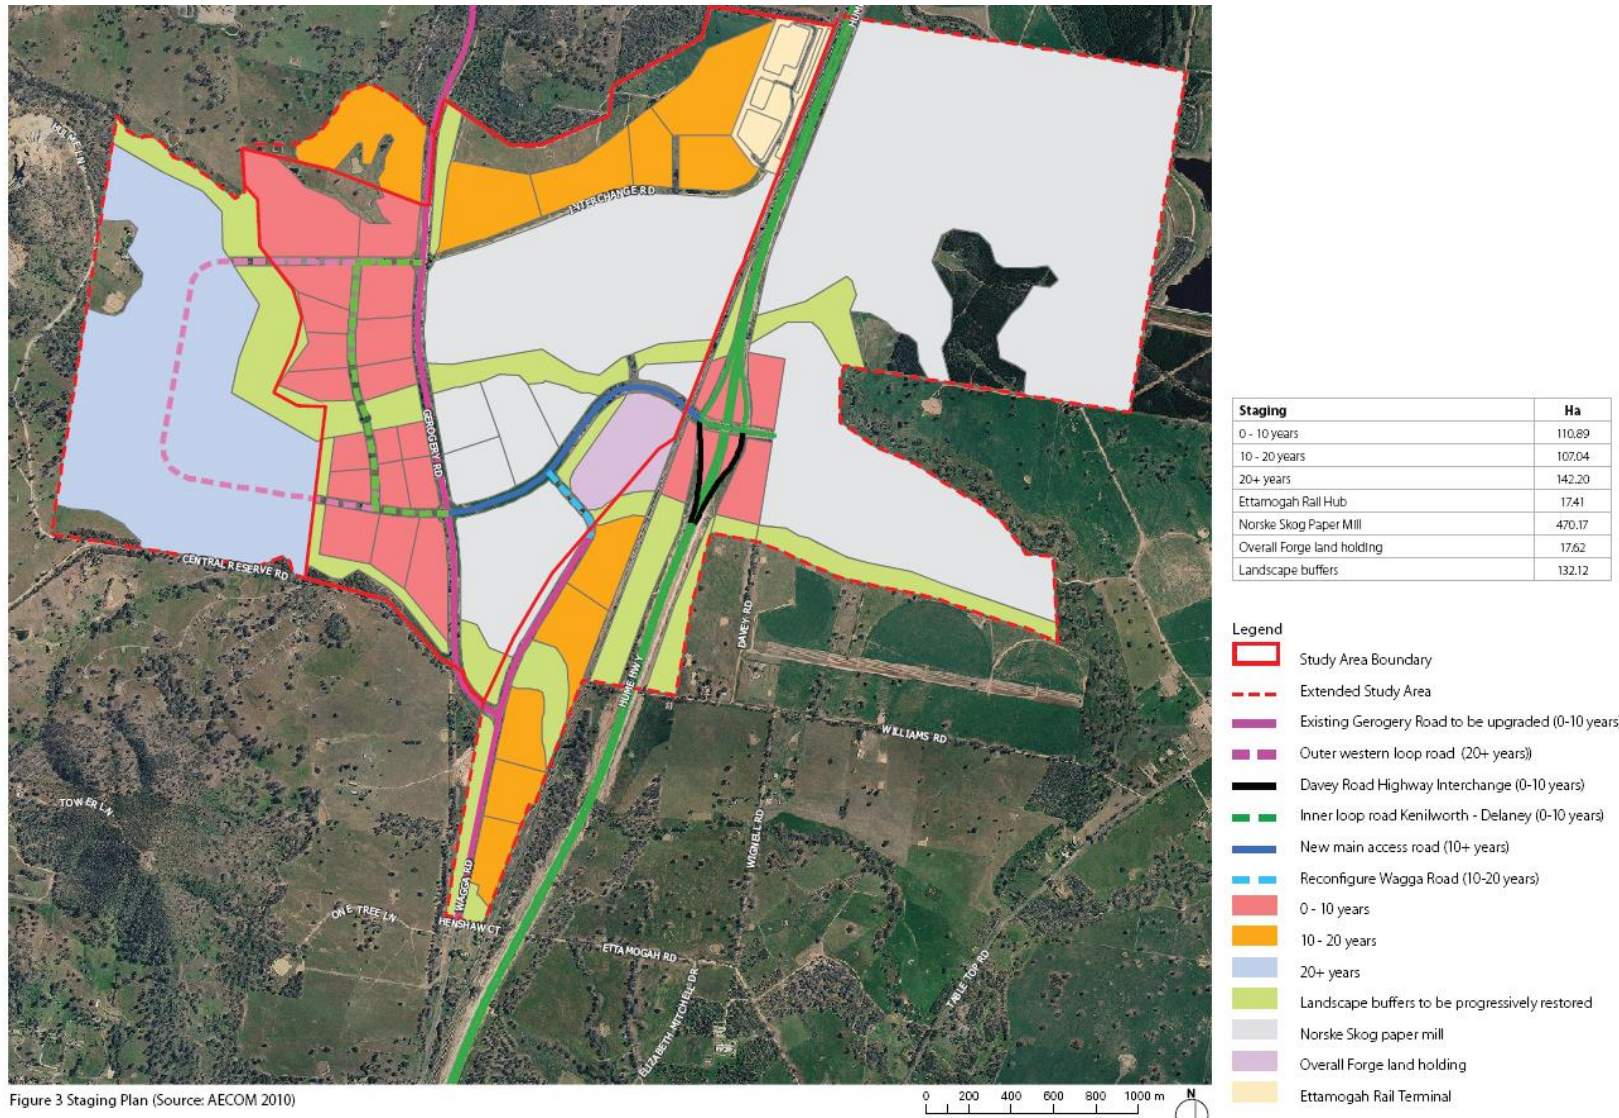 HUME
HULME LN
INTERCHANGE RD
GEROGERY RD
CENTRAL RESERVE RD
DAVEY RD
HUME HWY
WILLIAMS RD
TOWER LN
WIGNELL RD
WAGGA RD
ONE TREE LN
HENSHAW CT
ETTAMOGAH RD
TABLE TOP RD
ELIZABETH MITCHELL DR
Staging Ha
0 - 10 years 110.89
10 - 20 years 107.04
20+ years 142.20
Ettamogah Rail Hub 17.41
Norske Skog Paper Mill 470.17
Overall Forge land holding 17.62
Landscape buffers 132.12
Legend
Study Area Boundary
Extended Study Area
Existing Gerogery Road to be upgraded (0-10 years
Outer western loop road (20+ years))
Davey Road Highway Interchange (0-10 years)
Inner loop road Kenilworth - Delaney (0-10 years)
New main access road (10+ years)
Reconfigure Wagga Road (10-20 years)
0 - 10 years
10 - 20 years
20+ years
Landscape buffers to be progressively restored
Norske Skog paper mill
Overall Forge land holding
Ettamogah Rail Terminal
Figure 3 Staging Plan (Source: AECOM 2010)
0 200 400 600 800 1000 m
N